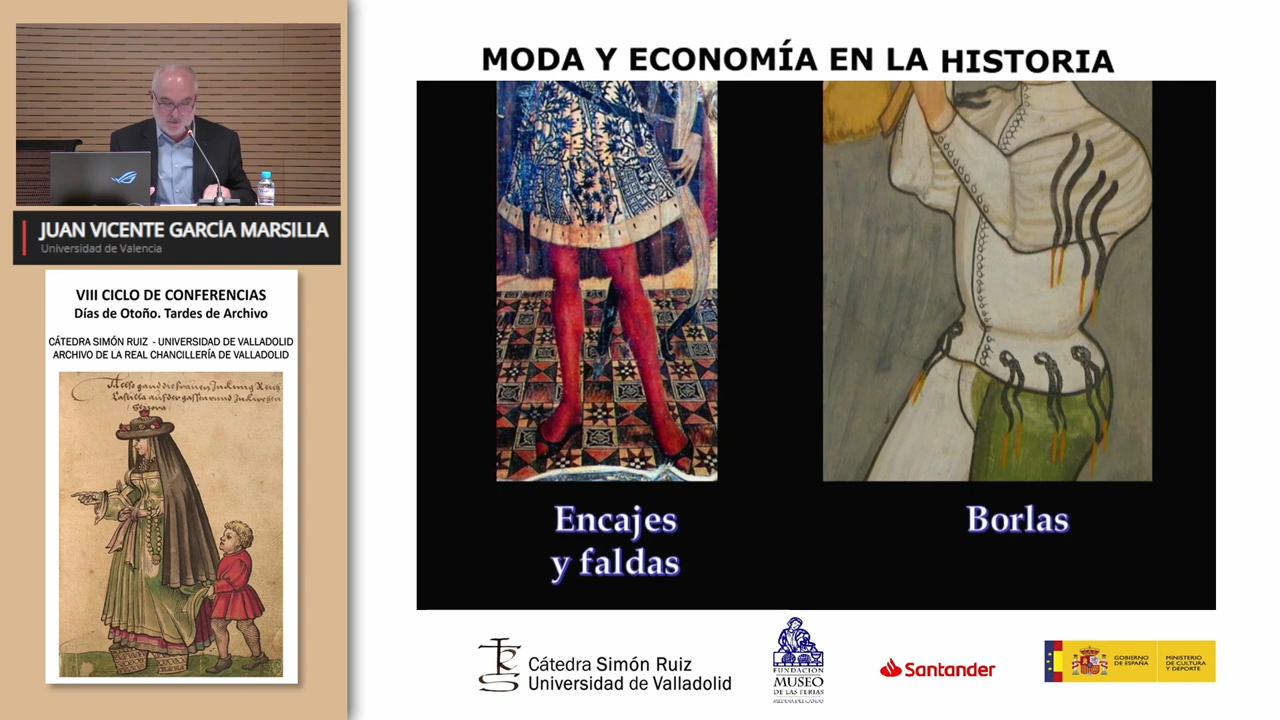 MODA Y ECONOMÍA EN LA HISTORIA
JUAN VICENTE GARCÍA MARSILLA
Universidad de Valencia
VIII CICLO DE CONFERENCIAS
Días de Otoño. Tardes de Archivo
CÁTEDRA SIMÓN RUIZ - UNIVERSIDAD DE VALLADOLID
ARCHIVO DE LA REAL CHANCILLERÍA DE VALLADOLID
Encajes
y faldas
Borlas
Cátedra Simón Ruiz
Universidad de Valladolid
FUNDACIÓN
MUSEO
DE LAS FERIAS
MEDINA DEL CAMPO
Santander
GOBIERNO
DE ESPAÑA
MINISTERIO
DE CULTURA
Y DEPORTE